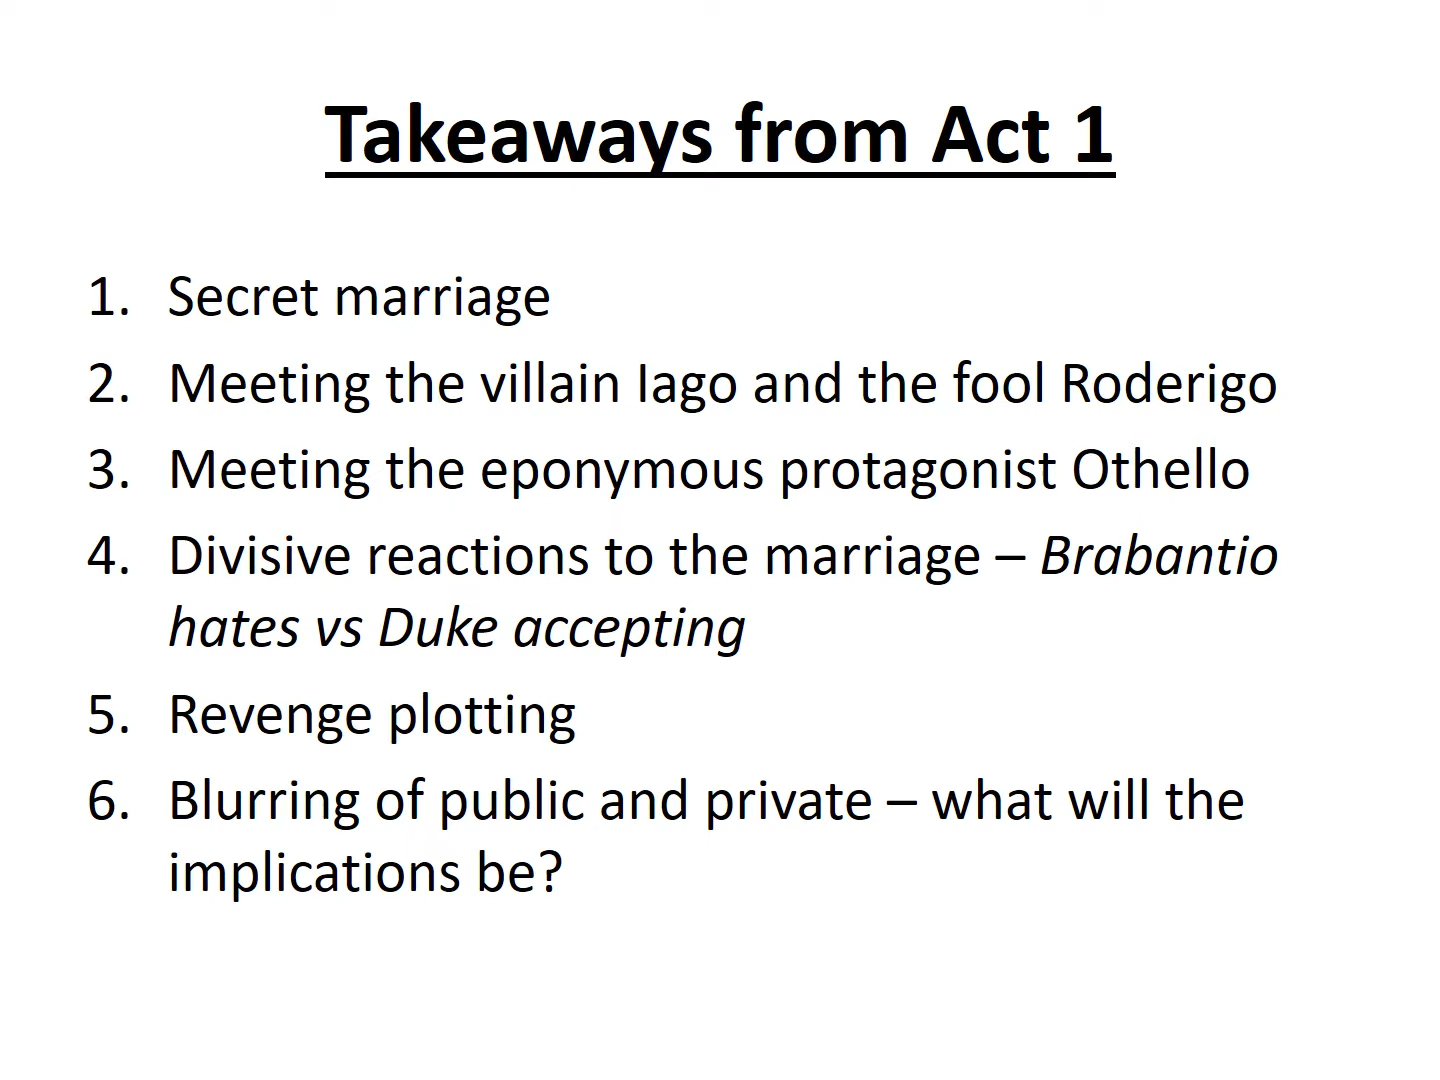 Takeaways from Act 1
1. Secret marriage
2. Meeting the villain Iago and the fool Roderigo
3. Meeting the eponymous protagonist Othello
4. Divisive reactions to the marriage – Brabantio
hates vs Duke accepting
5. Revenge plotting
6. Blurring of public and private – what will the
implications be?